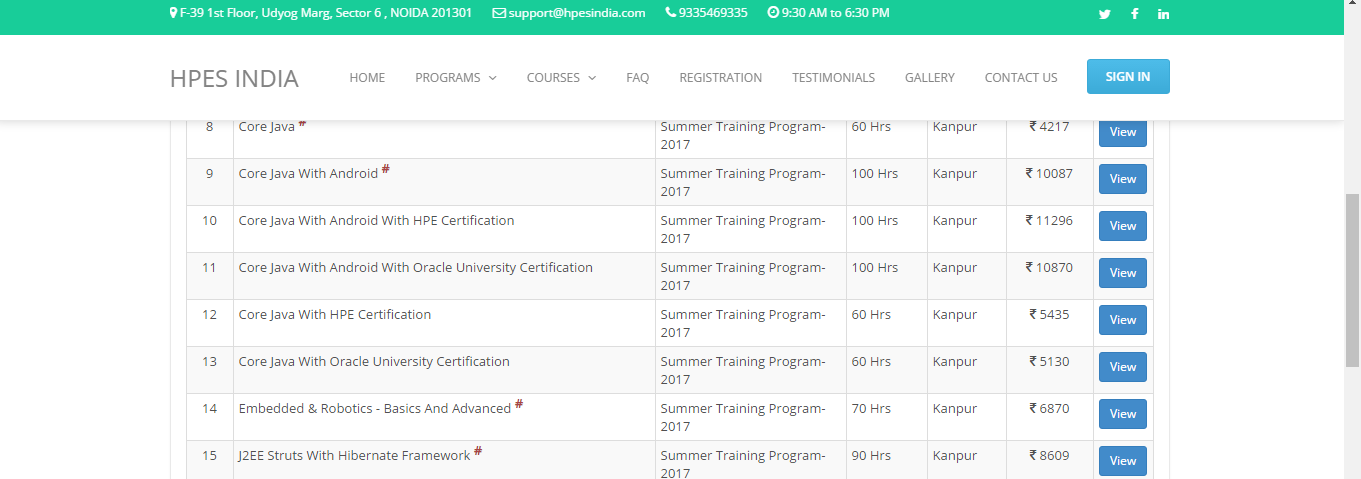 F-39 1st Floor, Udyog Marg, Sector 6 , NOIDA 201301 support@hpesindia.com 9335469335 9:30 AM to 6:30 PM
HPES INDIA HOME PROGRAMS COURSES FAQ REGISTRATION TESTIMONIALS GALLERY CONTACT US SIGN IN
8 Core Java # Summer Training Program- 60 Hrs Kanpur ₹ 4217 View
2017
9 Core Java With Android # Summer Training Program- 100 Hrs Kanpur ₹ 10087 View
2017
10 Core Java With Android With HPE Certification Summer Training Program- 100 Hrs Kanpur ₹ 11296 View
2017
11 Core Java With Android With Oracle University Certification Summer Training Program- 100 Hrs Kanpur ₹ 10870 View
2017
12 Core Java With HPE Certification Summer Training Program- 60 Hrs Kanpur ₹ 5435 View
2017
13 Core Java With Oracle University Certification Summer Training Program- 60 Hrs Kanpur ₹ 5130 View
2017
14 Embedded & Robotics - Basics And Advanced # Summer Training Program- 70 Hrs Kanpur ₹ 6870 View
2017
15 J2EE Struts With Hibernate Framework # Summer Training Program- 90 Hrs Kanpur ₹ 8609 View
2017